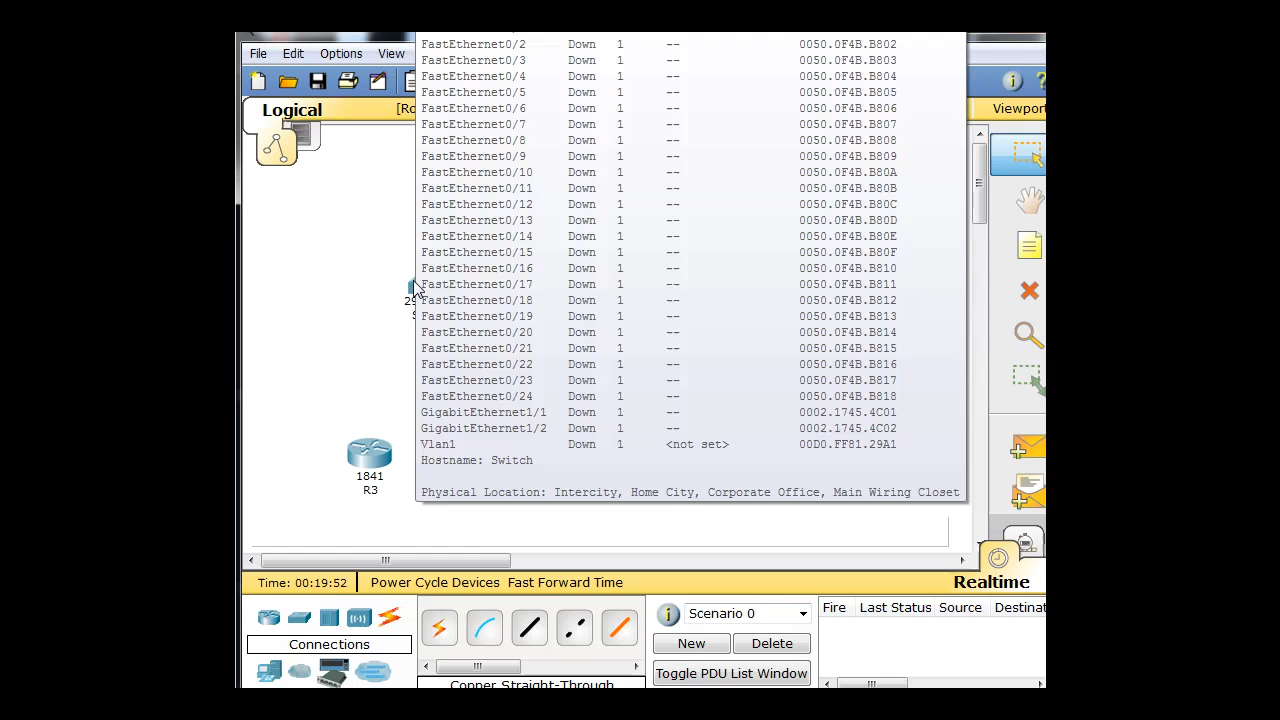 File Edit Options View
Logical
[Ro
Viewport
FastEthernet0/2 Down 1 -- 0050.0F4B.B802
FastEthernet0/3 Down 1 -- 0050.0F4B.B803
FastEthernet0/4 Down 1 -- 0050.0F4B.B804
FastEthernet0/5 Down 1 -- 0050.0F4B.B805
FastEthernet0/6 Down 1 -- 0050.0F4B.B806
FastEthernet0/7 Down 1 -- 0050.0F4B.B807
FastEthernet0/8 Down 1 -- 0050.0F4B.B808
FastEthernet0/9 Down 1 -- 0050.0F4B.B809
FastEthernet0/10 Down 1 -- 0050.0F4B.B80A
FastEthernet0/11 Down 1 -- 0050.0F4B.B80B
FastEthernet0/12 Down 1 -- 0050.0F4B.B80C
FastEthernet0/13 Down 1 -- 0050.0F4B.B80D
FastEthernet0/14 Down 1 -- 0050.0F4B.B80E
FastEthernet0/15 Down 1 -- 0050.0F4B.B80F
FastEthernet0/16 Down 1 -- 0050.0F4B.B810
FastEthernet0/17 Down 1 -- 0050.0F4B.B811
FastEthernet0/18 Down 1 -- 0050.0F4B.B812
FastEthernet0/19 Down 1 -- 0050.0F4B.B813
FastEthernet0/20 Down 1 -- 0050.0F4B.B814
FastEthernet0/21 Down 1 -- 0050.0F4B.B815
FastEthernet0/22 Down 1 -- 0050.0F4B.B816
FastEthernet0/23 Down 1 -- 0050.0F4B.B817
FastEthernet0/24 Down 1 -- 0050.0F4B.B818
GigabitEthernet1/1 Down 1 -- 0002.1745.4C01
GigabitEthernet1/2 Down 1 -- 0002.1745.4C02
Vlan1 Down 1 <not set> 00D0.FF81.29A1
Hostname: Switch
Physical Location: Intercity, Home City, Corporate Office, Main Wiring Closet
1841
R3
Time: 00:19:52 Power Cycle Devices Fast Forward Time
Realtime
Connections
Copper Straight-Through
Scenario 0
New Delete
Toggle PDU List Window
Fire Last Status Source Destinat